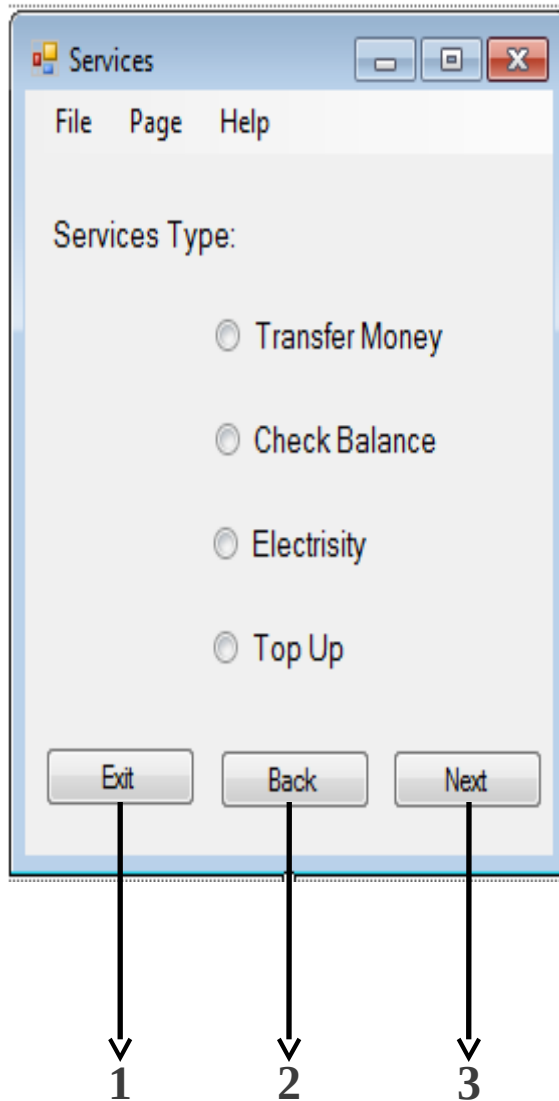 Services
File Page Help
Services Type:
Transfer Money
Check Balance
Electrisity
Top Up
Exit Back Next
1 2 3